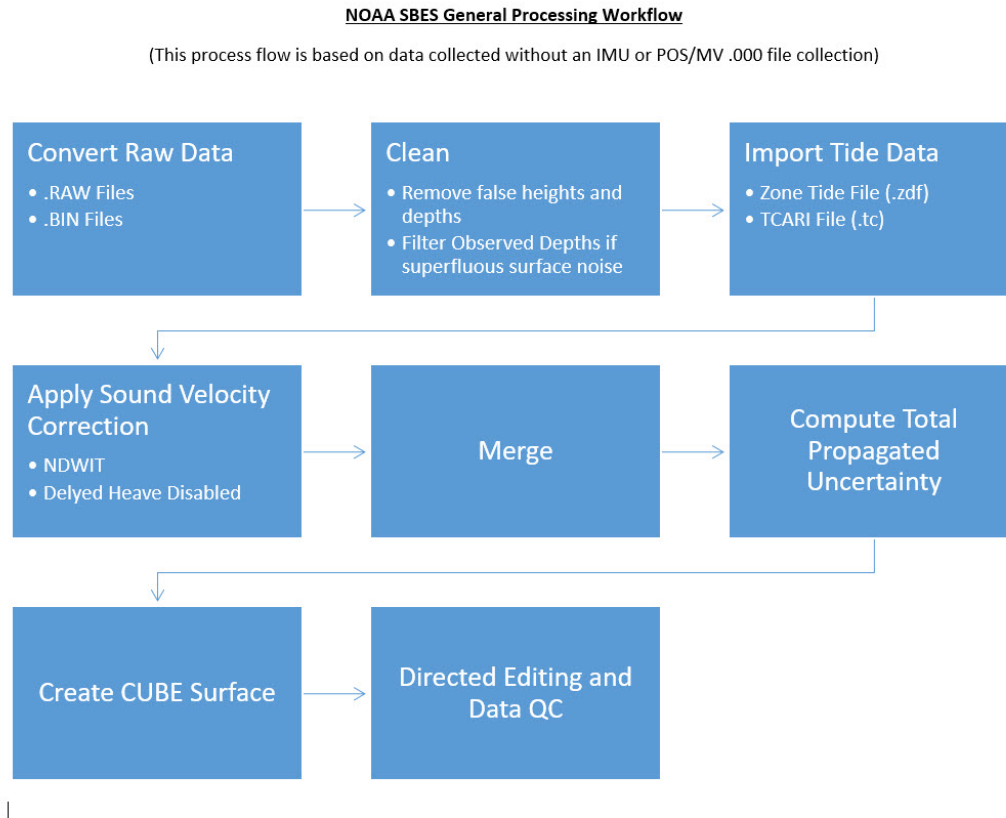 NOAA SBES General Processing Workflow
(This process flow is based on data collected without an IMU or POS/MV .000 file collection)
Convert Raw Data
• .RAW Files
• .BIN Files
Clean
• Remove false heights and
depths
• Filter Observed Depths if
superfluous surface noise
Import Tide Data
• Zone Tide File (.zdf)
• TCARI File (.tc)
Apply Sound Velocity
Correction
• NDWIT
• Delyed Heave Disabled
Merge
Compute Total
Propagated
Uncertainty
Create CUBE Surface
Directed Editing and
Data QC